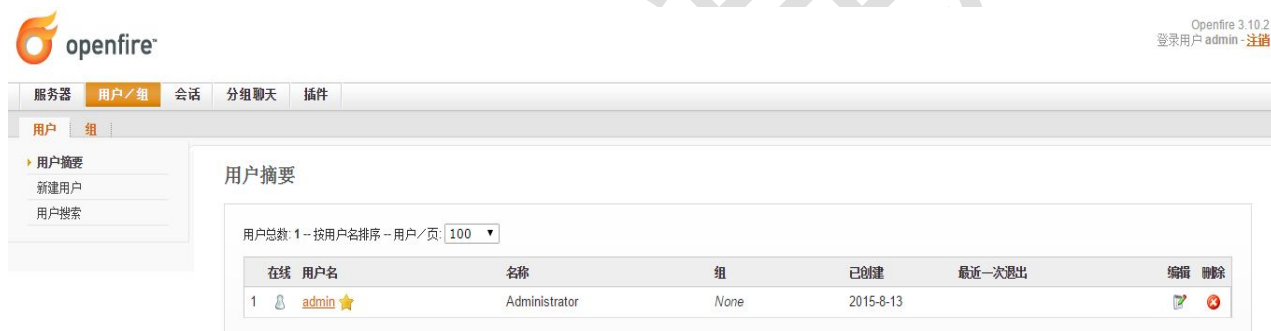 openfire™
Openfire 3.10.2
登录用户 admin - 注销
服务器 用户／组 会话 分组聊天 插件
用户 组
用户摘要
新建用户
用户搜索
用户摘要
用户总数: 1 -- 按用户名排序 -- 用户／页: 100
在线 用户名 名称 组 已创建 最近一次退出 编辑 删除
1 admin Administrator None 2015-8-13